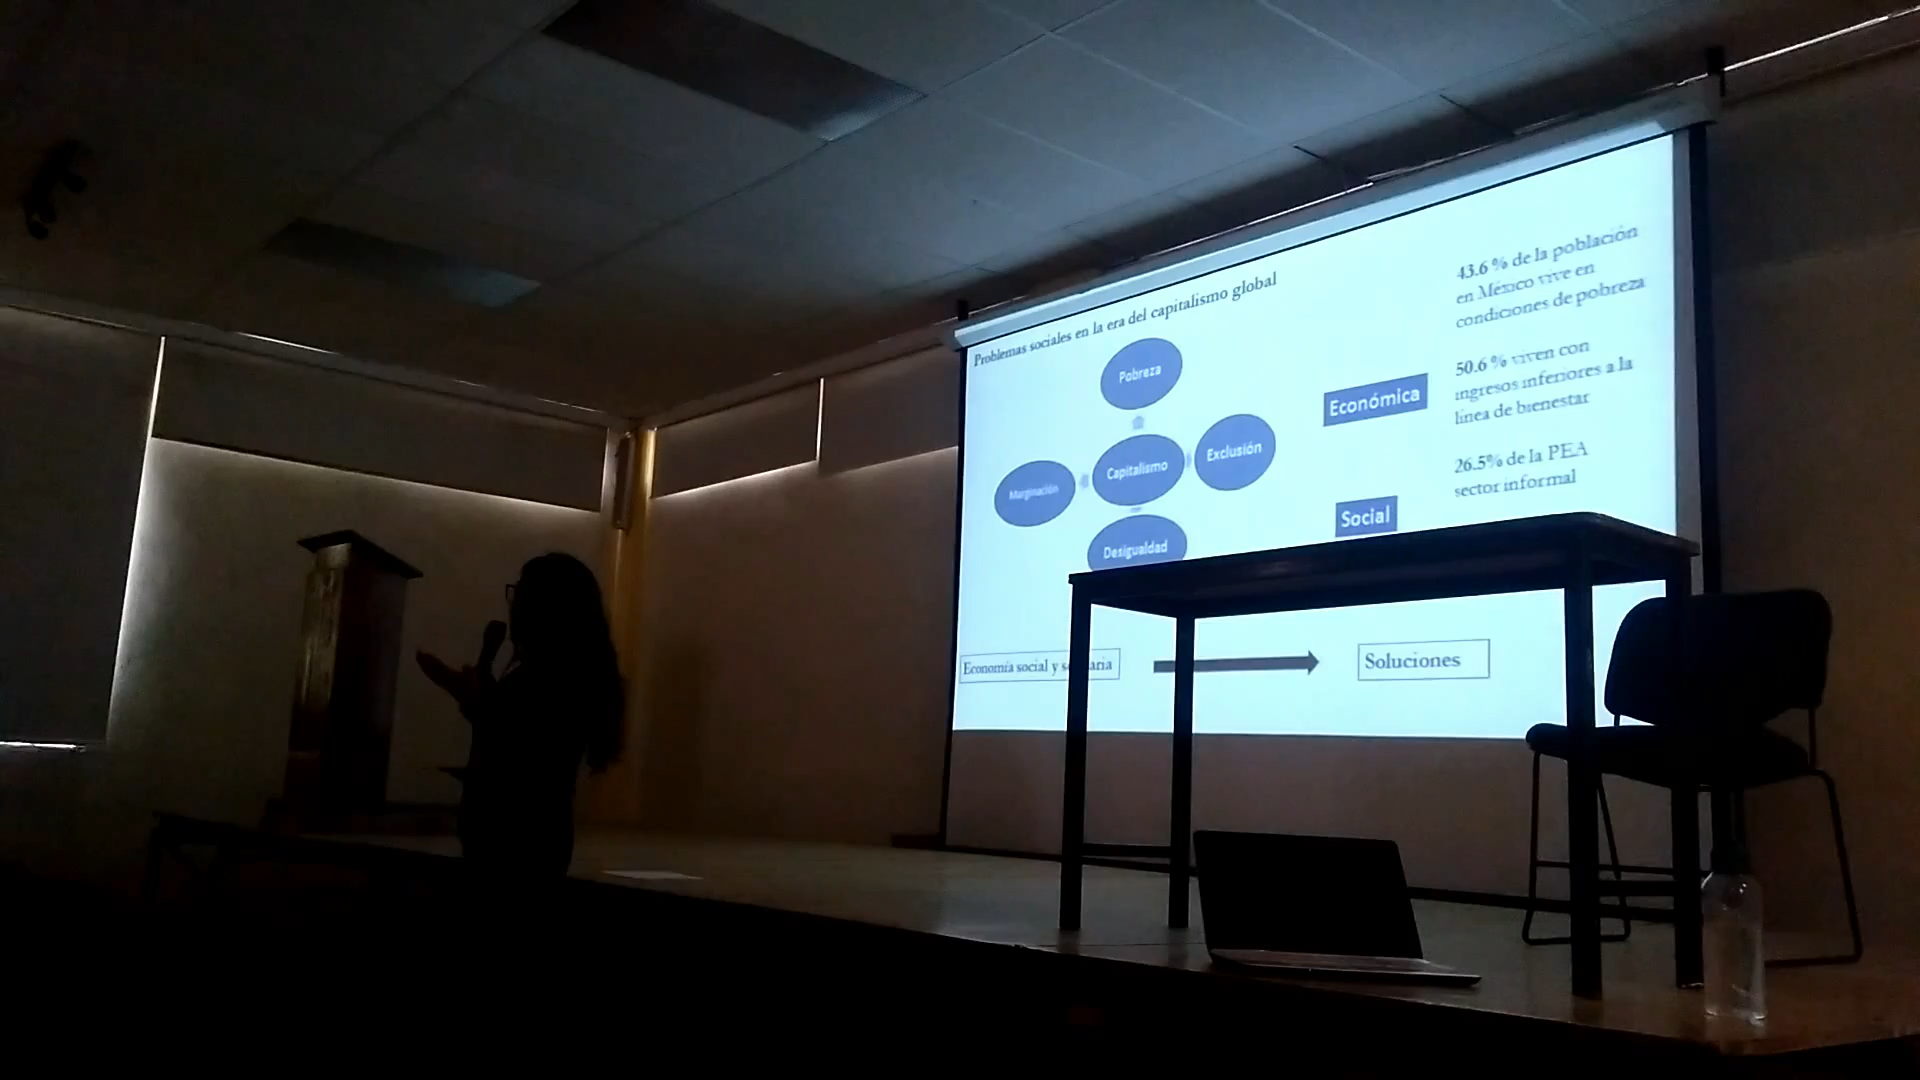 Problemas sociales en la era del capitalismo global
Pobreza
Marginación
Capitalismo
Exclusión
Desigualdad
Económica
Social
43.6 % de la población
en México vive en
condiciones de pobreza
50.6 % viven con
ingresos inferiores a la
línea de bienestar
26.5% de la PEA
sector informal
Economía social y
Soluciones